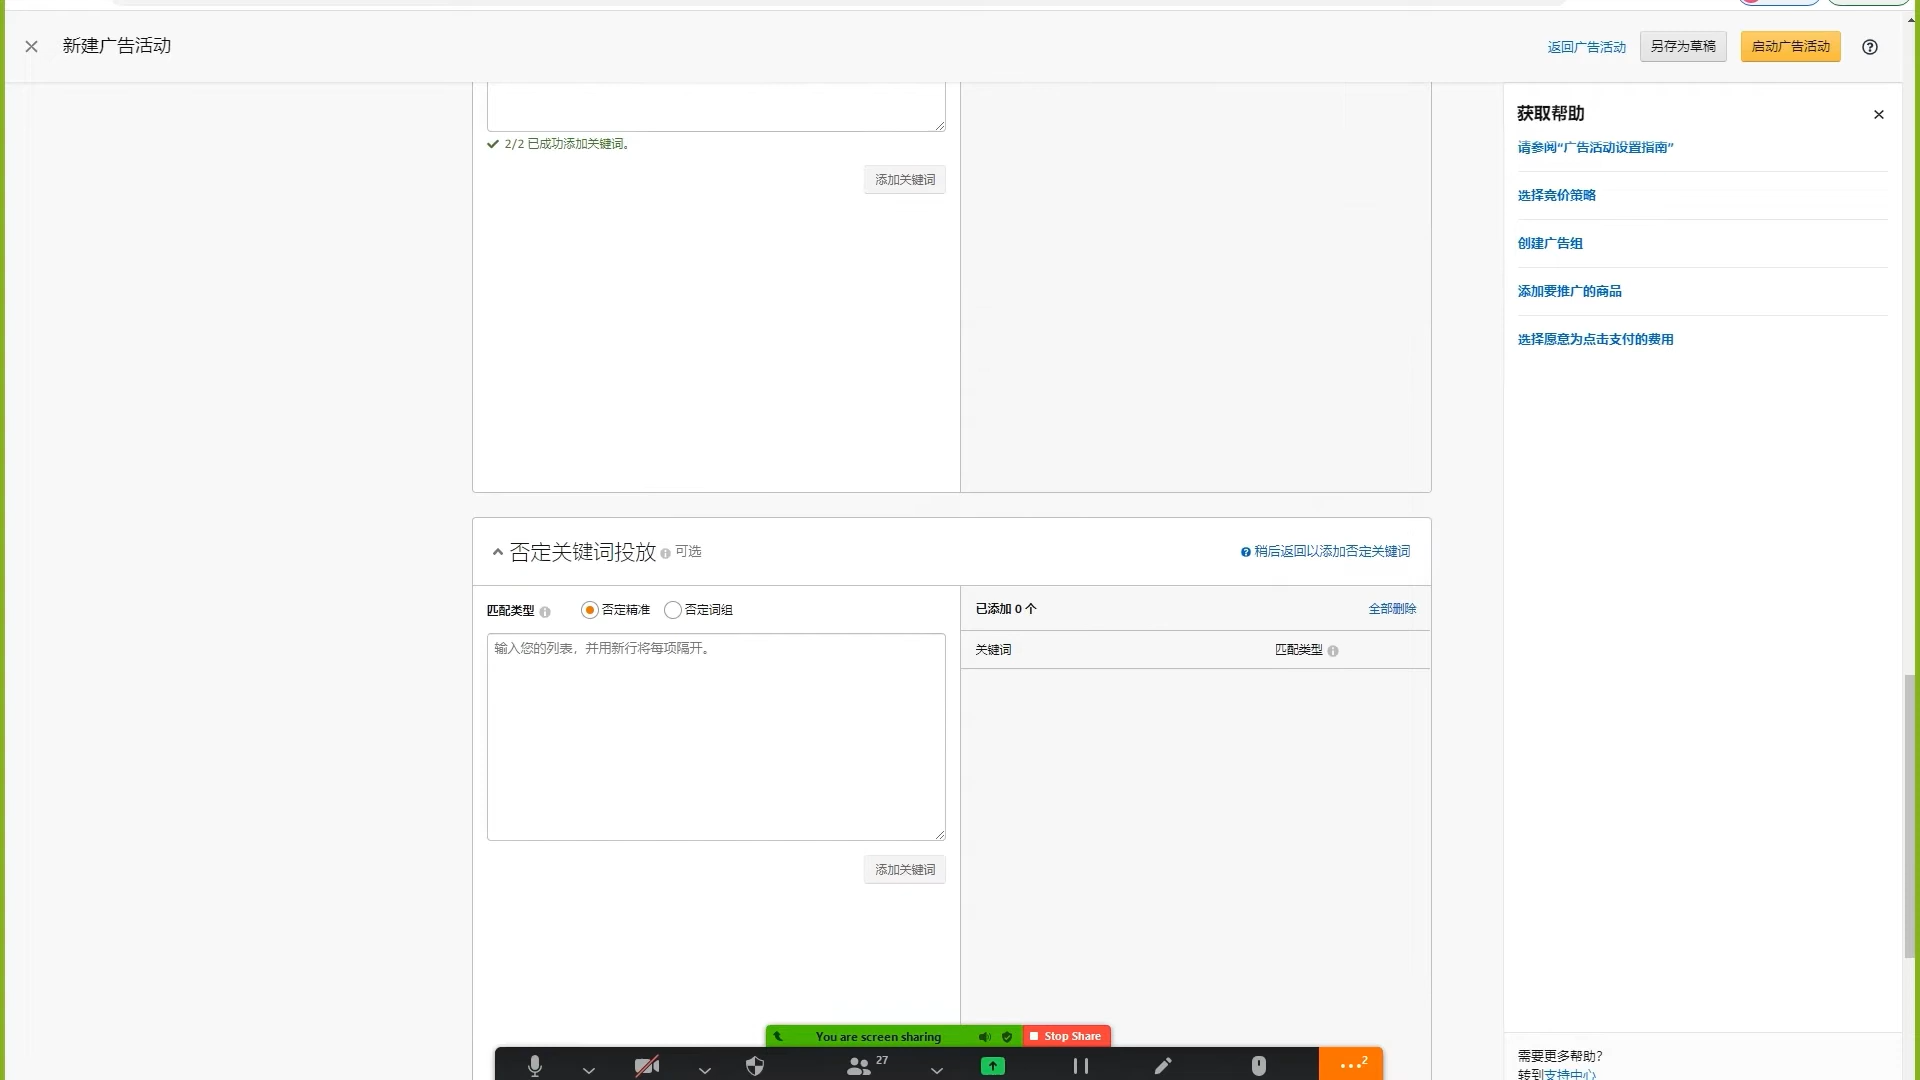 新建广告活动
返回广告活动
另存为草稿
启动广告活动
2/2 已成功添加关键词。
添加关键词
获取帮助
请参阅“广告活动设置指南”
选择竞价策略
创建广告组
添加要推广的商品
选择愿意为点击支付的费用
否定关键词投放 可选
稍后返回以添加否定关键词
匹配类型 否定精准 否定词组
已添加 0 个
全部删除
输入您的列表，并用新行将每项隔开。
关键词 匹配类型
添加关键词
You are screen sharing
Stop Share
27
2
需要更多帮助？
转到支持中心